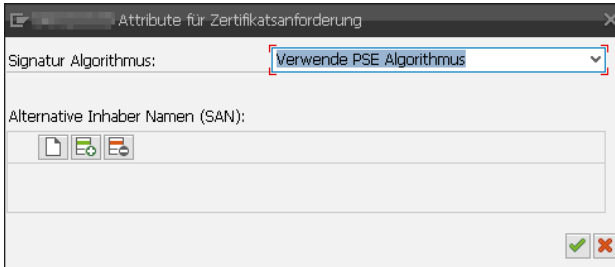 Attribute für Zertifikatsanforderung
Signatur Algorithmus:
Verwende PSE Algorithmus
Alternative Inhaber Namen (SAN):